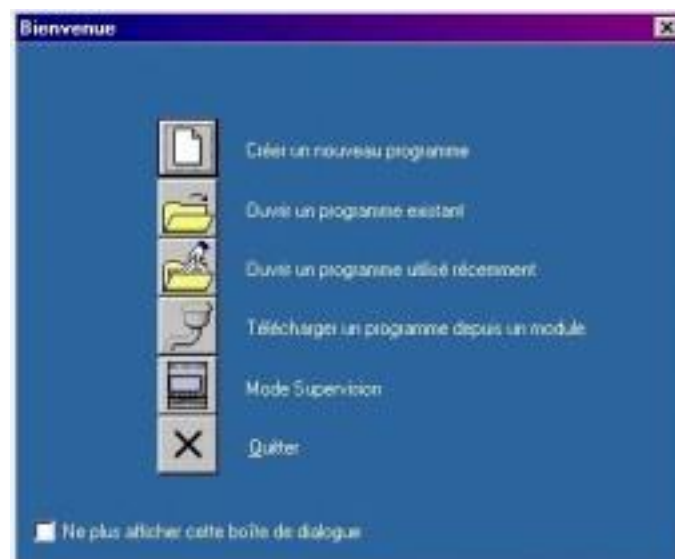 Bienvenue
Créer un nouveau programme
Ouvrir un programme existant
Ouvrir un programme utilisé récemment
Télécharger un programme depuis un module
Mode Supervision
Quitter
Ne plus afficher cette boîte de dialogue